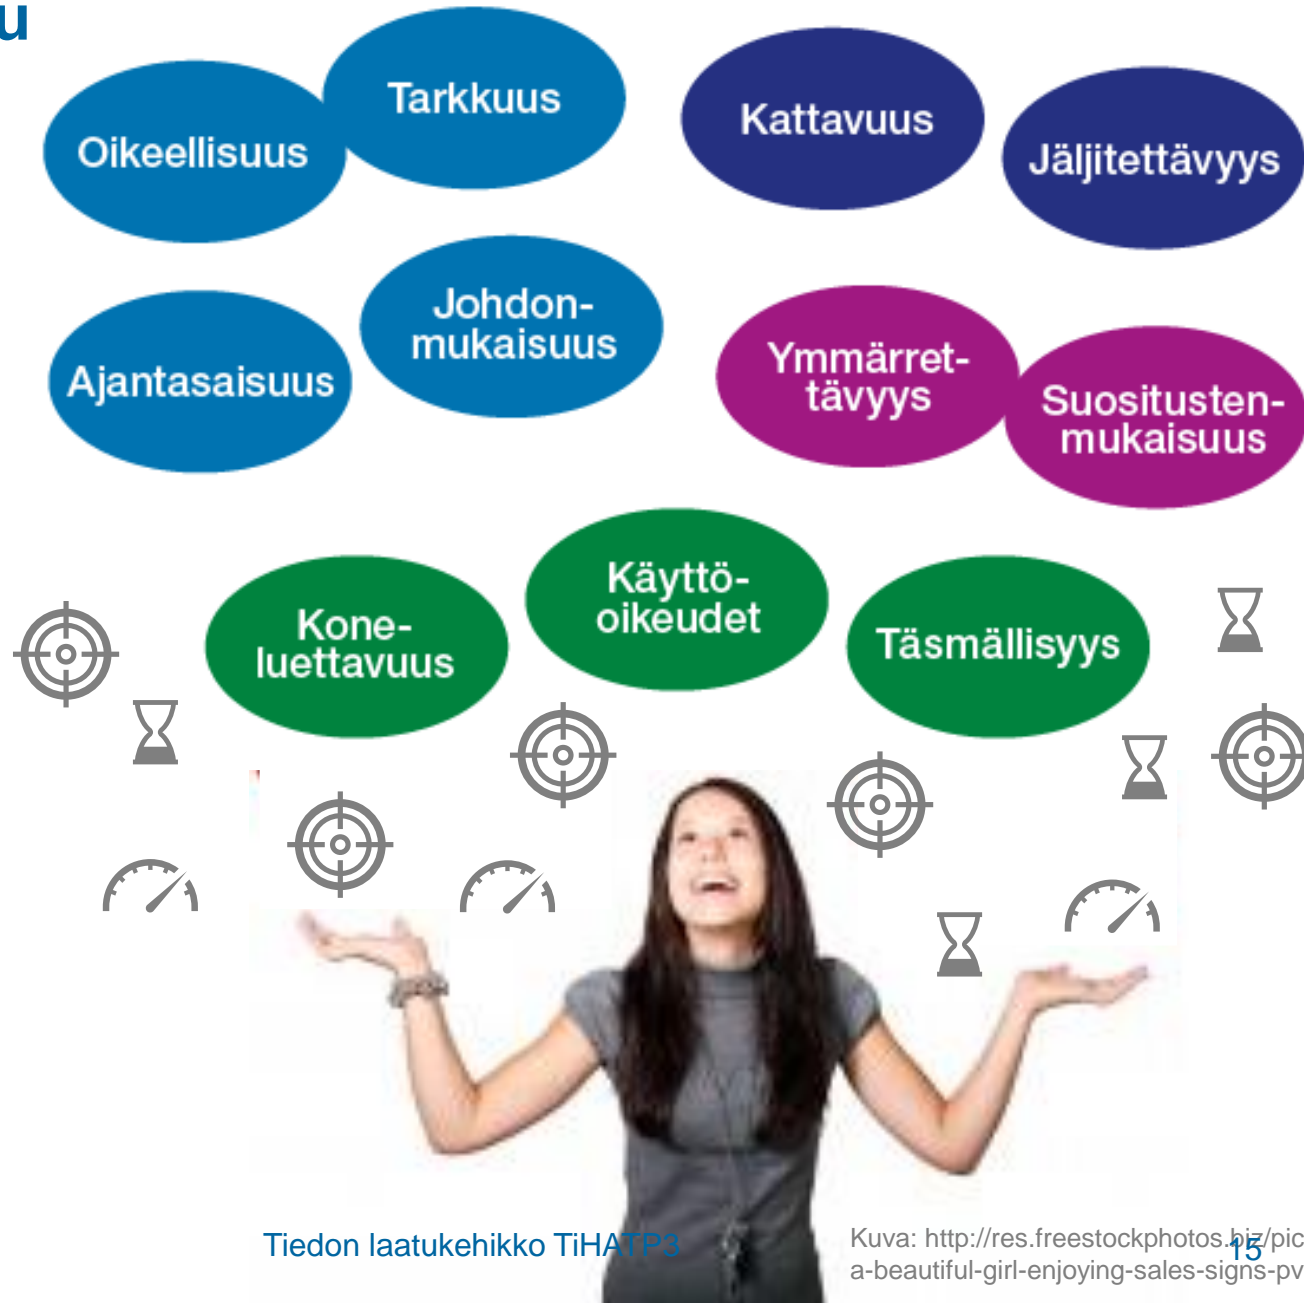 u
Tarkkuus
Oikeellisuus
Kattavuus
Jäljitettävyys
Johdon-
mukaisuus
Ajantasaisuus
Ymmärret-
tävyys
Suositusten-
mukaisuus
Kone-
luettavuus
Käyttö-
oikeudet
Täsmällisyys
Tiedon laatukehikko TiHATP3
Kuva: http://res.freestockphotos.biz/pic
a-beautiful-girl-enjoying-sales-signs-pv
15